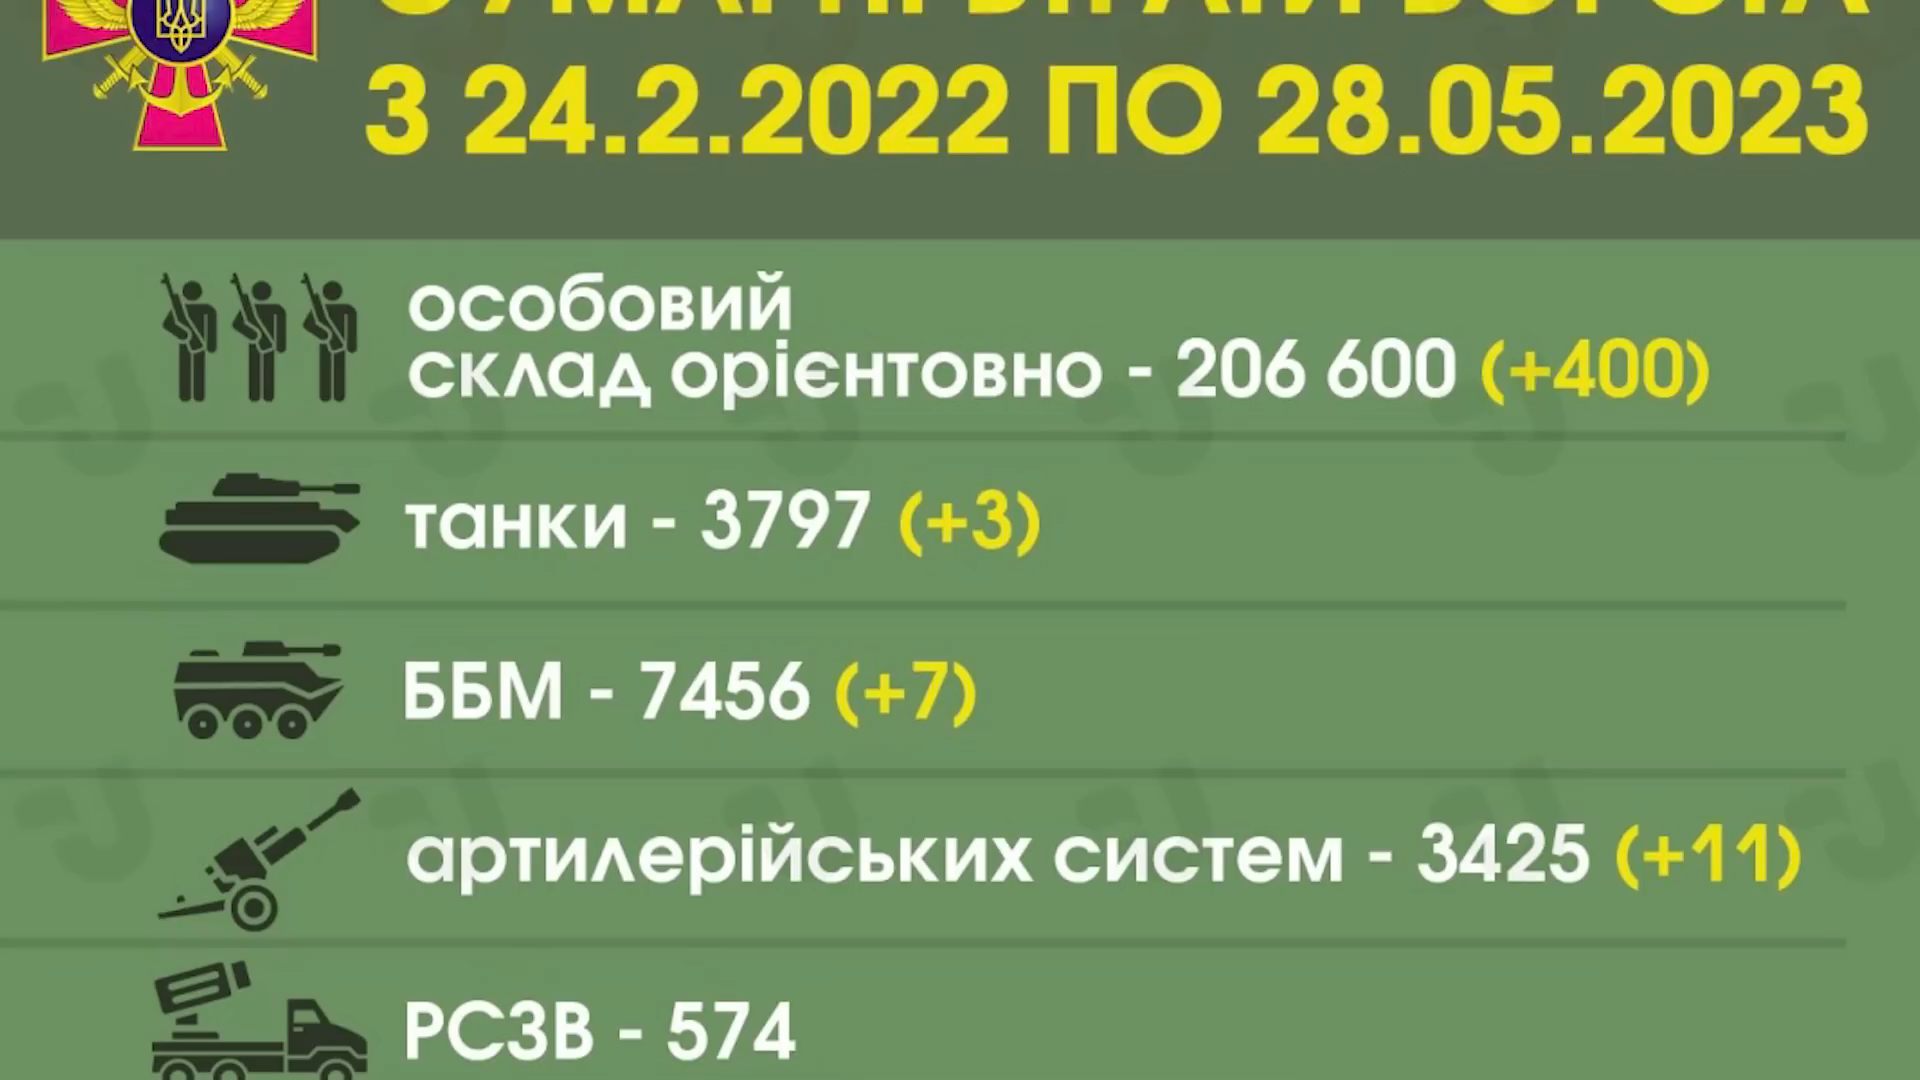 З 24.2.2022 ПО 28.05.2023
особовий
склад орієнтовно - 206 600 (+400)
танки - 3797 (+3)
ББМ - 7456 (+7)
артилерійських систем - 3425 (+11)
РСЗВ - 574